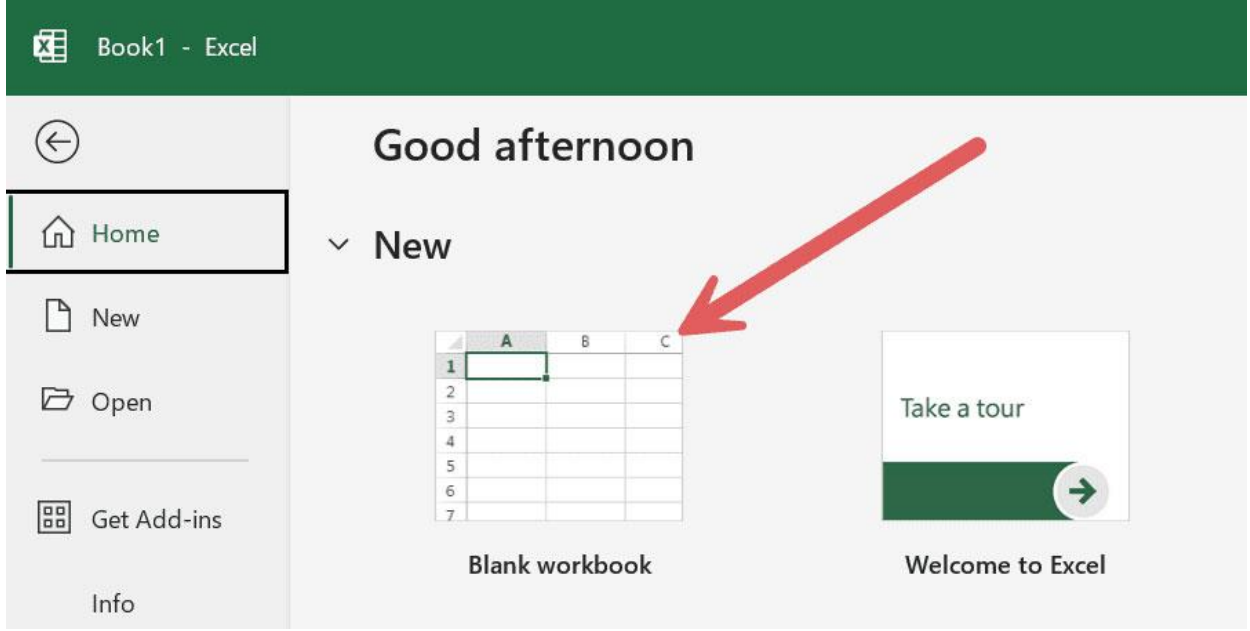 Book1 - Excel
Good afternoon
Home
New
New
Open
Get Add-ins
Info
A B C
1
2
3
4
5
6
7
Blank workbook
Take a tour
Welcome to Excel